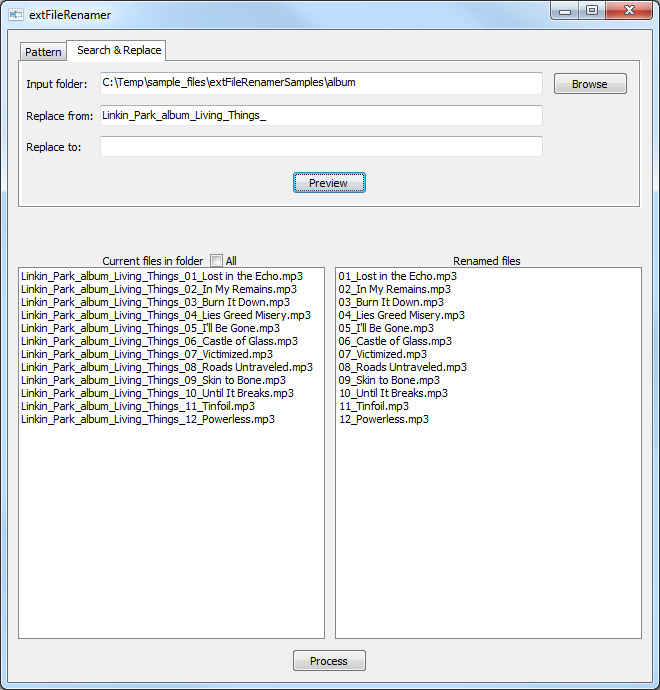 extFileRenamer
Pattern Search & Replace
Input folder: C:\Temp\sample_files\extFileRenamerSamples\album Browse
Replace from: Linkin_Park_album_Living_Things_
Replace to:
Preview
Current files in folder All Renamed files
Linkin_Park_album_Living_Things_01_Lost in the Echo.mp3 01_Lost in the Echo.mp3
Linkin_Park_album_Living_Things_02_In My Remains.mp3 02_In My Remains.mp3
Linkin_Park_album_Living_Things_03_Burn It Down.mp3 03_Burn It Down.mp3
Linkin_Park_album_Living_Things_04_Lies Greed Misery.mp3 04_Lies Greed Misery.mp3
Linkin_Park_album_Living_Things_05_I'll Be Gone.mp3 05_I'll Be Gone.mp3
Linkin_Park_album_Living_Things_06_Castle of Glass.mp3 06_Castle of Glass.mp3
Linkin_Park_album_Living_Things_07_Victimized.mp3 07_Victimized.mp3
Linkin_Park_album_Living_Things_08_Roads Untraveled.mp3 08_Roads Untraveled.mp3
Linkin_Park_album_Living_Things_09_Skin to Bone.mp3 09_Skin to Bone.mp3
Linkin_Park_album_Living_Things_10_Until It Breaks.mp3 10_Until It Breaks.mp3
Linkin_Park_album_Living_Things_11_Tinfoil.mp3 11_Tinfoil.mp3
Linkin_Park_album_Living_Things_12_Powerless.mp3 12_Powerless.mp3
Process